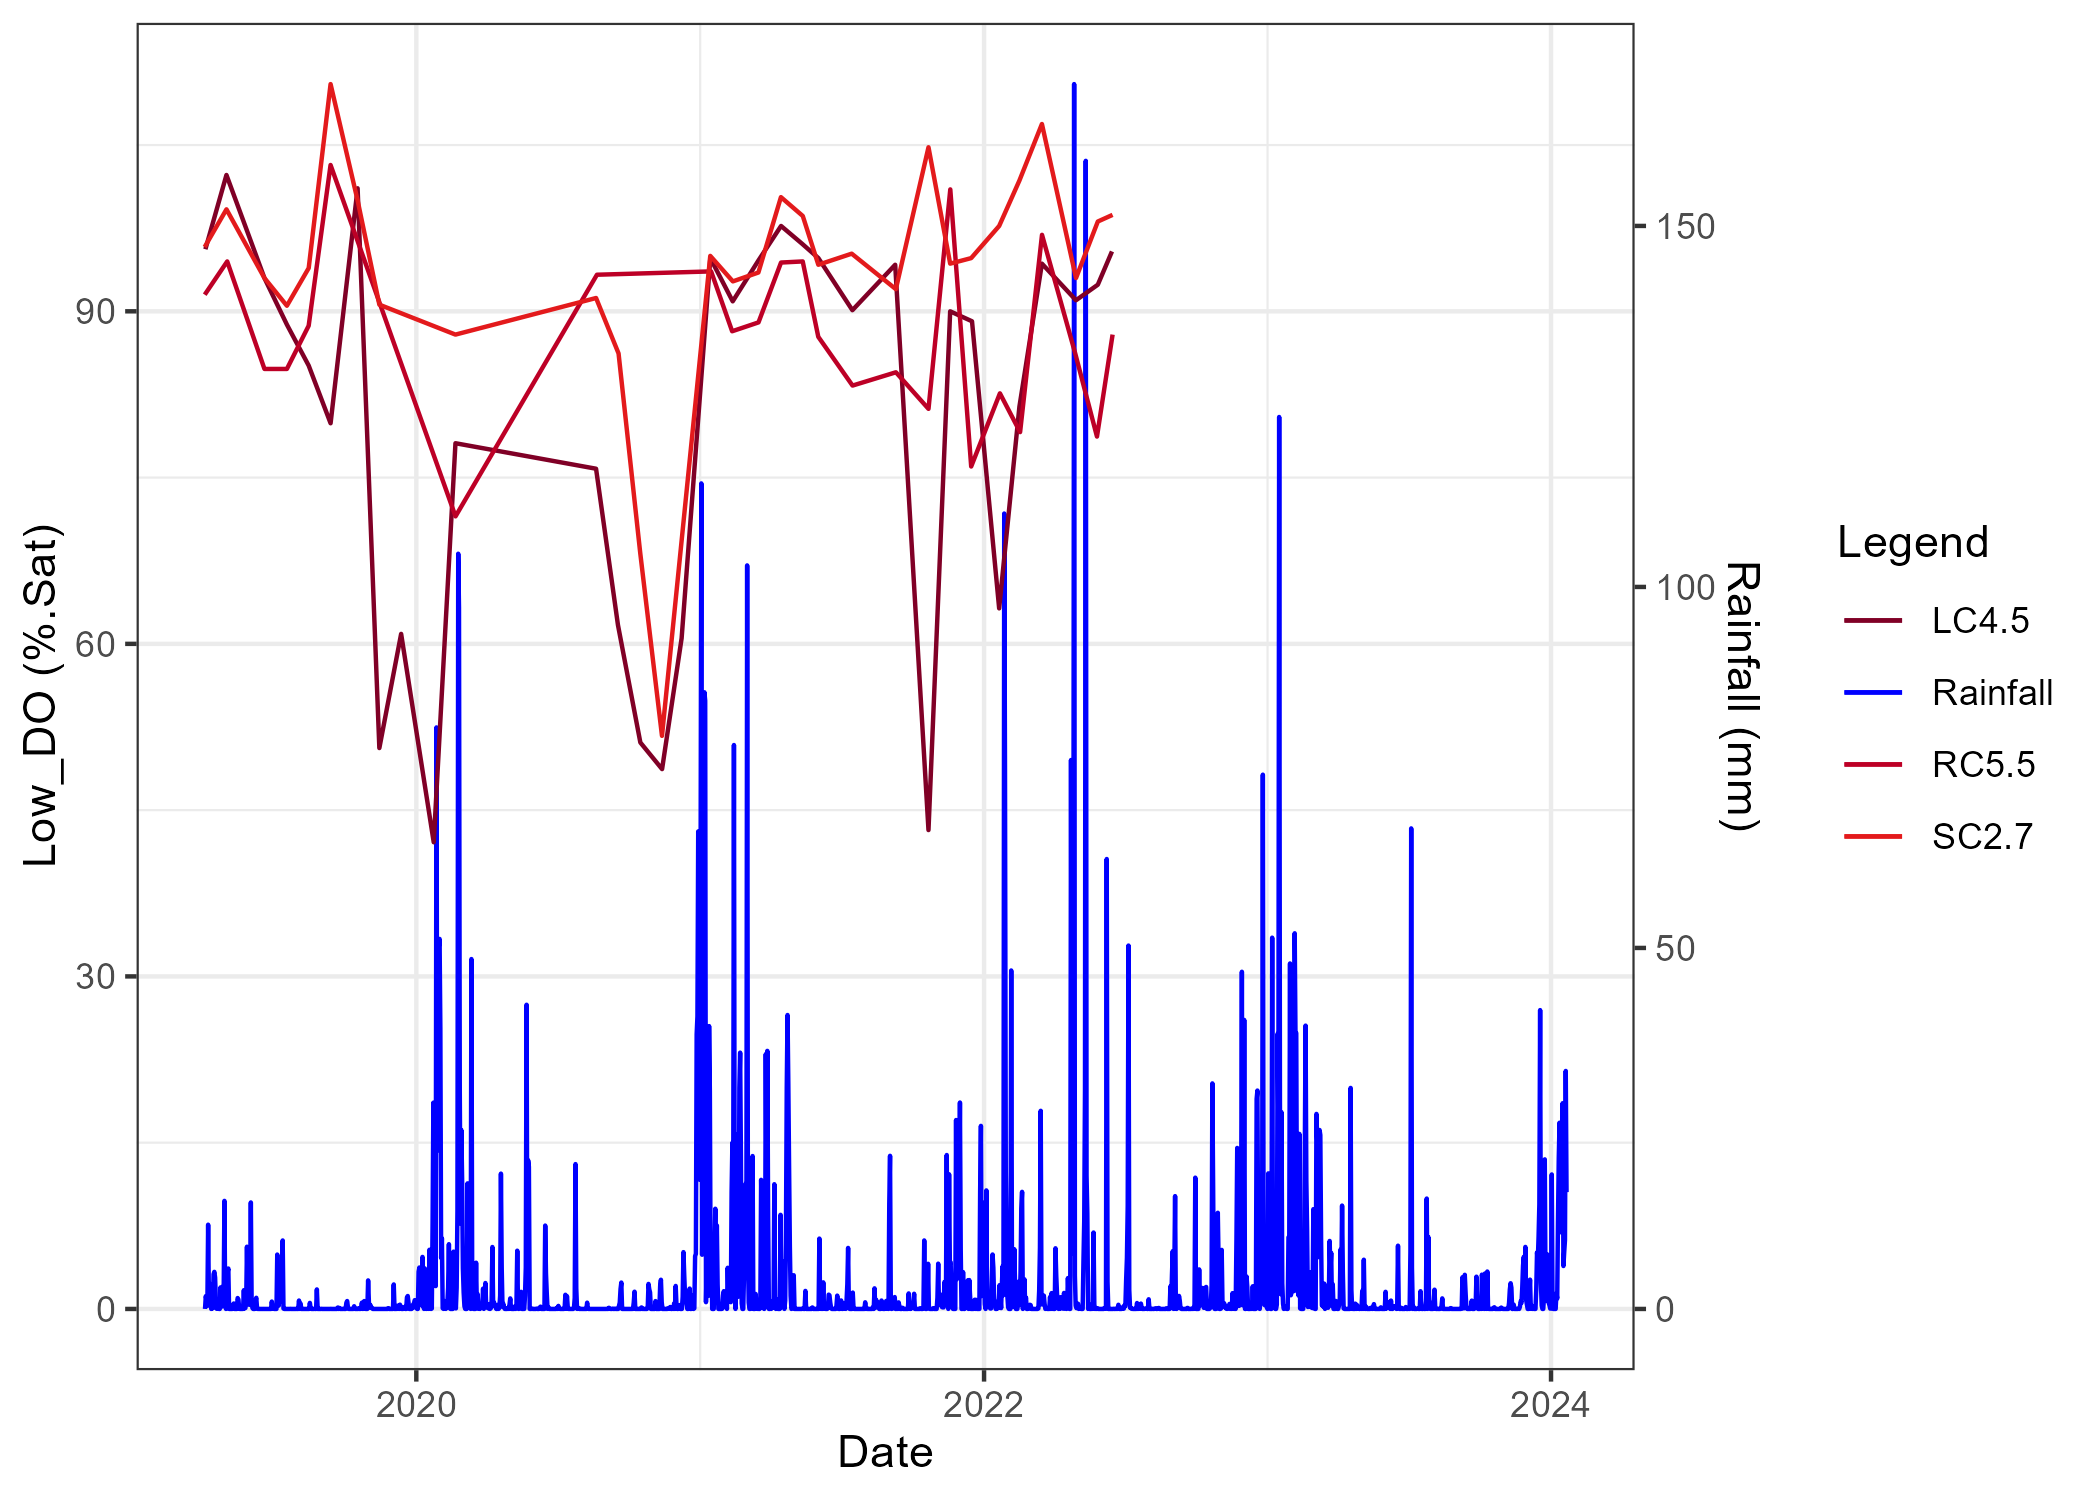 Low_DO (%.Sat)
90
60
30
0
150
100
50
0
Rainfall (mm)
2020
2022
2024
Date
Legend
LC4.5
Rainfall
RC5.5
SC2.7